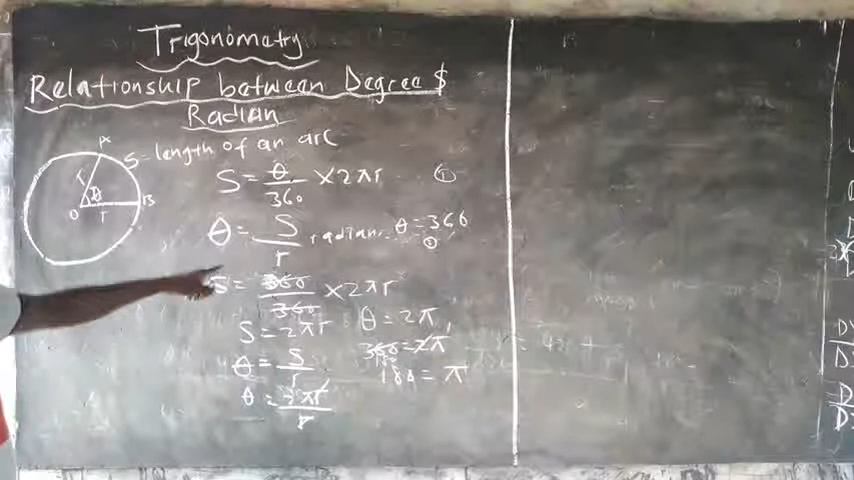 Trigonometry
Relationship between Degree $
Radian
S - length of an arc
A
r
θ
O r B
S = θ/360 × 2πr ①
θ = S/r radian. θ = 360
S = 360/360 × 2πr
S = 2πr θ = 2π
θ = S/r 360 = 2π
180 = π
θ = 2πr/r